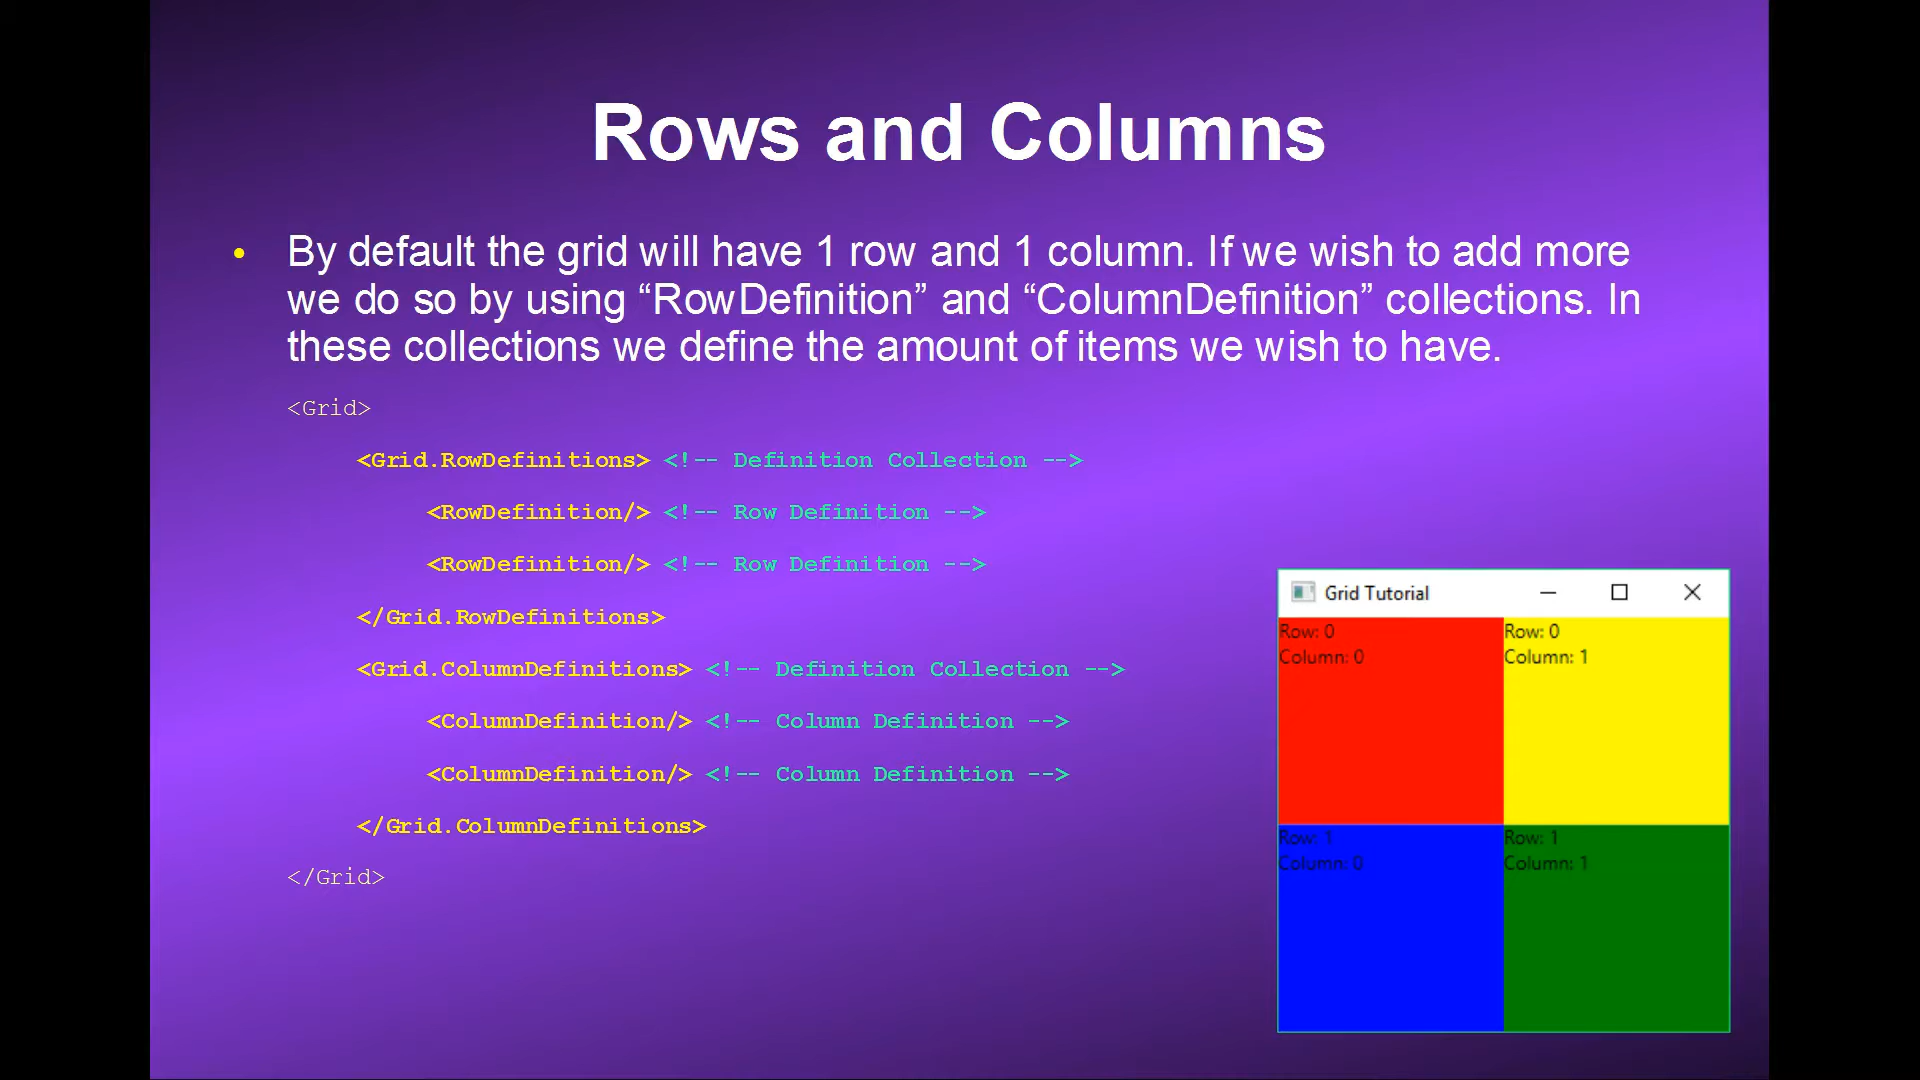 Rows and Columns
• By default the grid will have 1 row and 1 column. If we wish to add more
we do so by using “RowDefinition” and “ColumnDefinition” collections. In
these collections we define the amount of items we wish to have.
<Grid>
<Grid.RowDefinitions> <!-- Definition Collection -->
<RowDefinition/> <!-- Row Definition -->
<RowDefinition/> <!-- Row Definition -->
</Grid.RowDefinitions>
<Grid.ColumnDefinitions> <!-- Definition Collection -->
<ColumnDefinition/> <!-- Column Definition -->
<ColumnDefinition/> <!-- Column Definition -->
</Grid.ColumnDefinitions>
</Grid>
Grid Tutorial
Row: 0
Column: 0
Row: 0
Column: 1
Row: 1
Column: 0
Row: 1
Column: 1